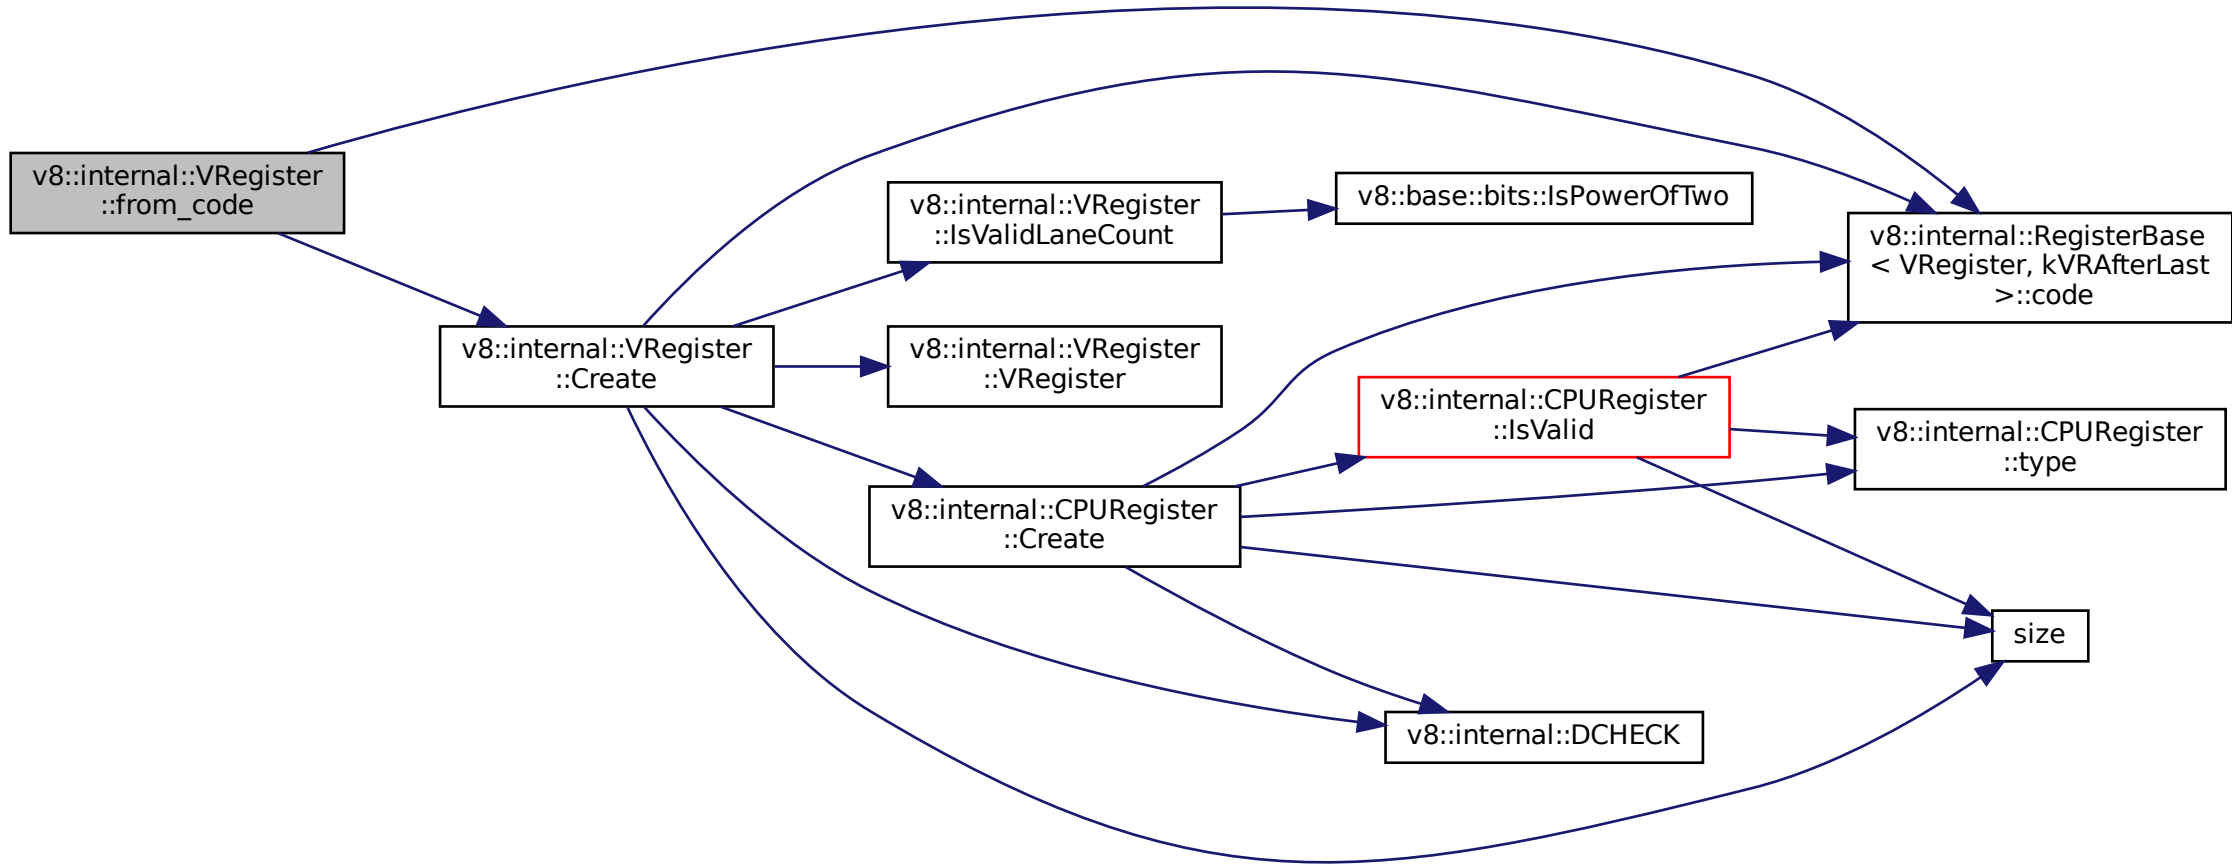 v8::internal::VRegister
::from_code
v8::internal::VRegister
::Create
v8::internal::VRegister
::IsValidLaneCount
v8::internal::VRegister
::VRegister
v8::internal::CPURegister
::Create
v8::base::bits::IsPowerOfTwo
v8::internal::CPURegister
::IsValid
v8::internal::DCHECK
v8::internal::RegisterBase
< VRegister, kVRAfterLast
>::code
v8::internal::CPURegister
::type
size